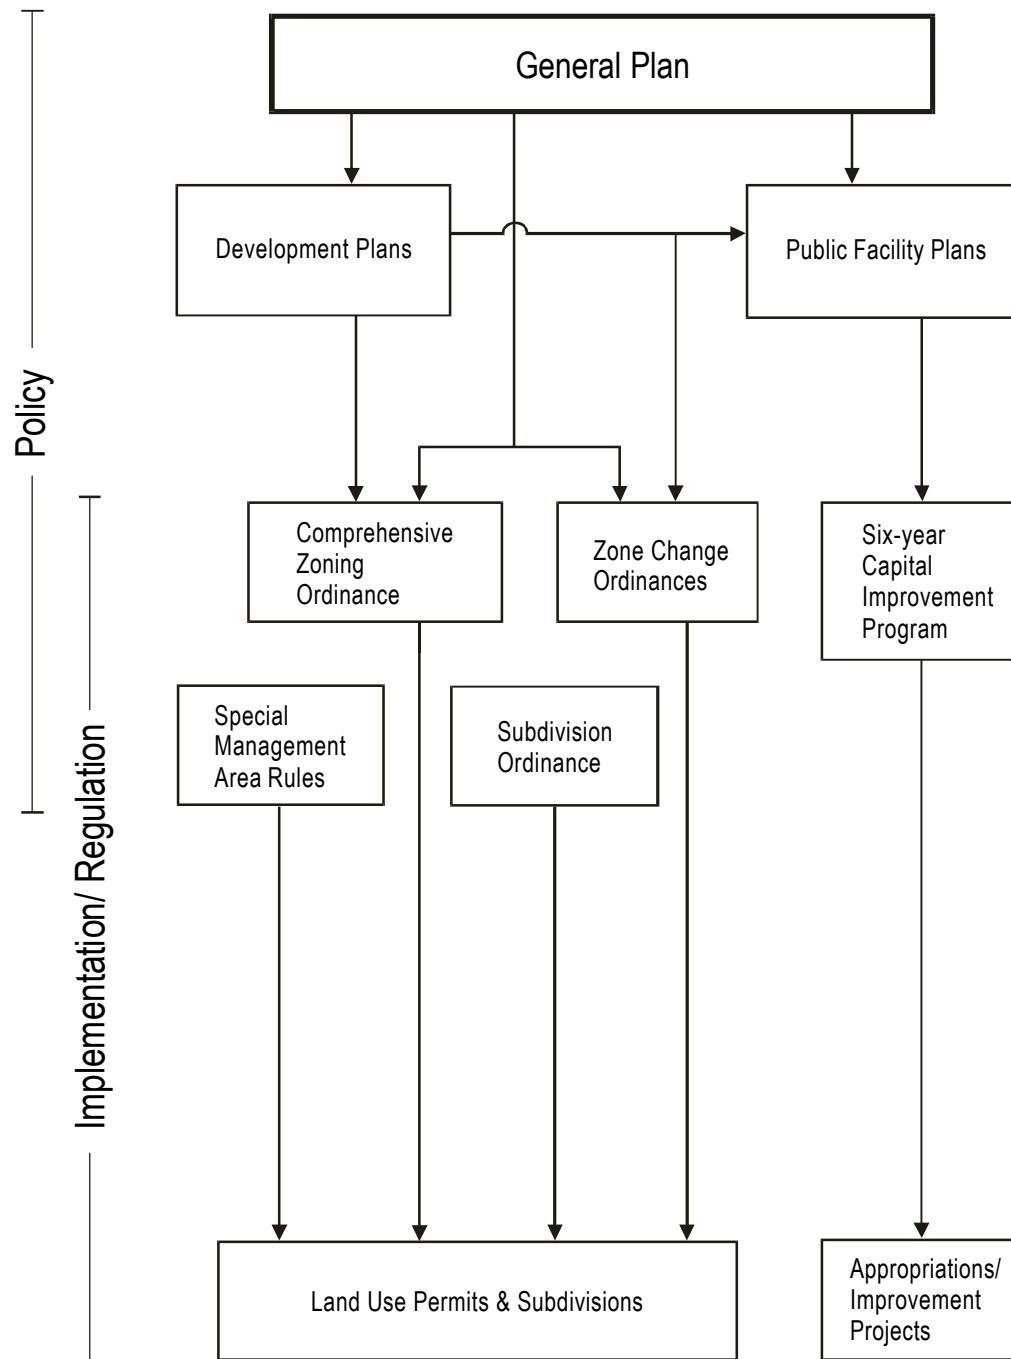 General Plan
Development Plans
Public Facility Plans
Policy
Comprehensive
Zoning
Ordinance
Zone Change
Ordinances
Six-year
Capital
Improvement
Program
Special
Management
Area Rules
Subdivision
Ordinance
Implementation/ Regulation
Land Use Permits & Subdivisions
Appropriations/
Improvement
Projects